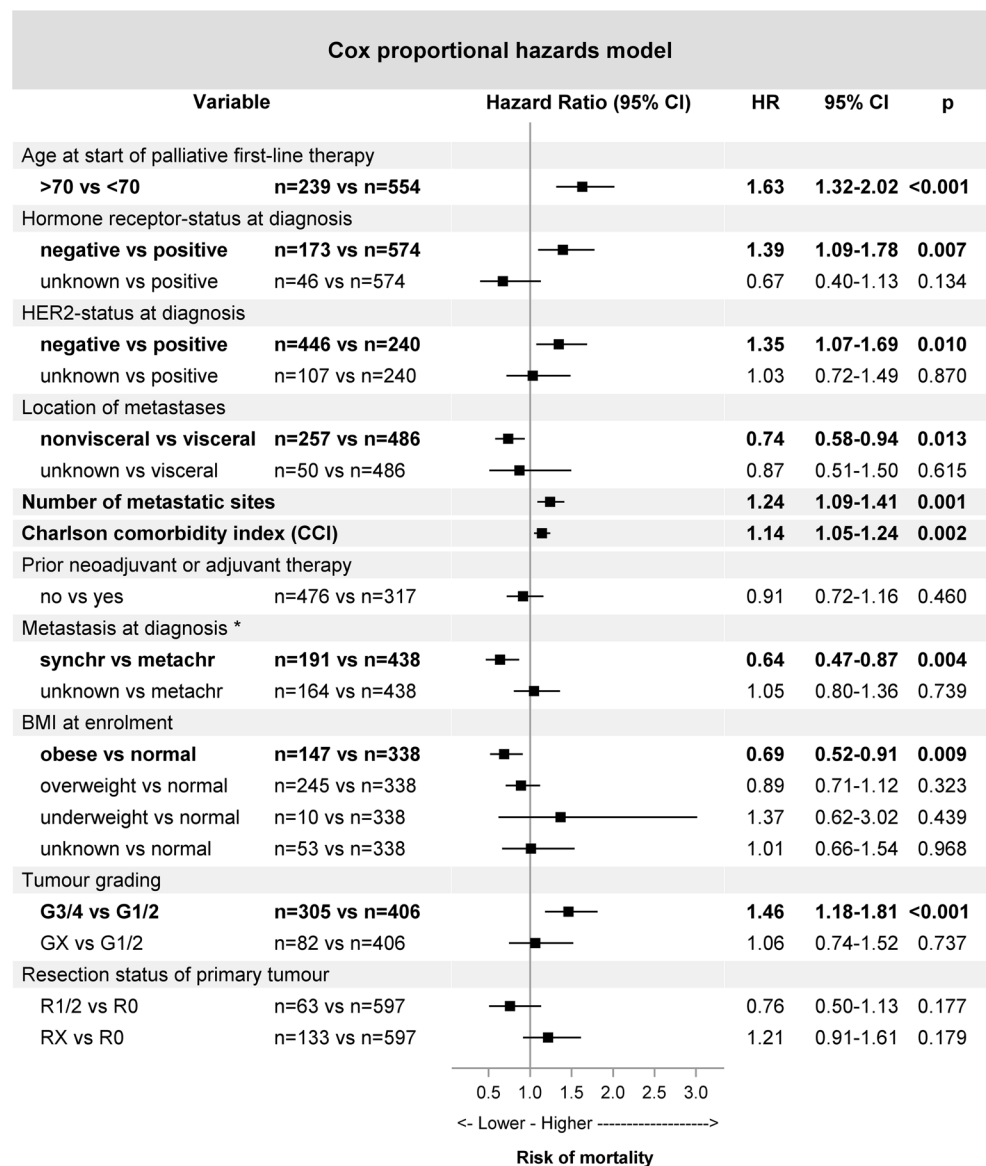 Cox proportional hazards model
Variable Hazard Ratio (95% CI) HR 95% CI p
Age at start of palliative first-line therapy
>70 vs <70 n=239 vs n=554 1.63 1.32-2.02 <0.001
Hormone receptor-status at diagnosis
negative vs positive n=173 vs n=574 1.39 1.09-1.78 0.007
unknown vs positive n=46 vs n=574 0.67 0.40-1.13 0.134
HER2-status at diagnosis
negative vs positive n=446 vs n=240 1.35 1.07-1.69 0.010
unknown vs positive n=107 vs n=240 1.03 0.72-1.49 0.870
Location of metastases
nonvisceral vs visceral n=257 vs n=486 0.74 0.58-0.94 0.013
unknown vs visceral n=50 vs n=486 0.87 0.51-1.50 0.615
Number of metastatic sites 1.24 1.09-1.41 0.001
Charlson comorbidity index (CCI) 1.14 1.05-1.24 0.002
Prior neoadjuvant or adjuvant therapy
no vs yes n=476 vs n=317 0.91 0.72-1.16 0.460
Metastasis at diagnosis *
synchr vs metachr n=191 vs n=438 0.64 0.47-0.87 0.004
unknown vs metachr n=164 vs n=438 1.05 0.80-1.36 0.739
BMI at enrolment
obese vs normal n=147 vs n=338 0.69 0.52-0.91 0.009
overweight vs normal n=245 vs n=338 0.89 0.71-1.12 0.323
underweight vs normal n=10 vs n=338 1.37 0.62-3.02 0.439
unknown vs normal n=53 vs n=338 1.01 0.66-1.54 0.968
Tumour grading
G3/4 vs G1/2 n=305 vs n=406 1.46 1.18-1.81 <0.001
GX vs G1/2 n=82 vs n=406 1.06 0.74-1.52 0.737
Resection status of primary tumour
R1/2 vs R0 n=63 vs n=597 0.76 0.50-1.13 0.177
RX vs R0 n=133 vs n=597 1.21 0.91-1.61 0.179
0.5 1.0 1.5 2.0 2.5 3.0
<- Lower - Higher -------------------->
Risk of mortality